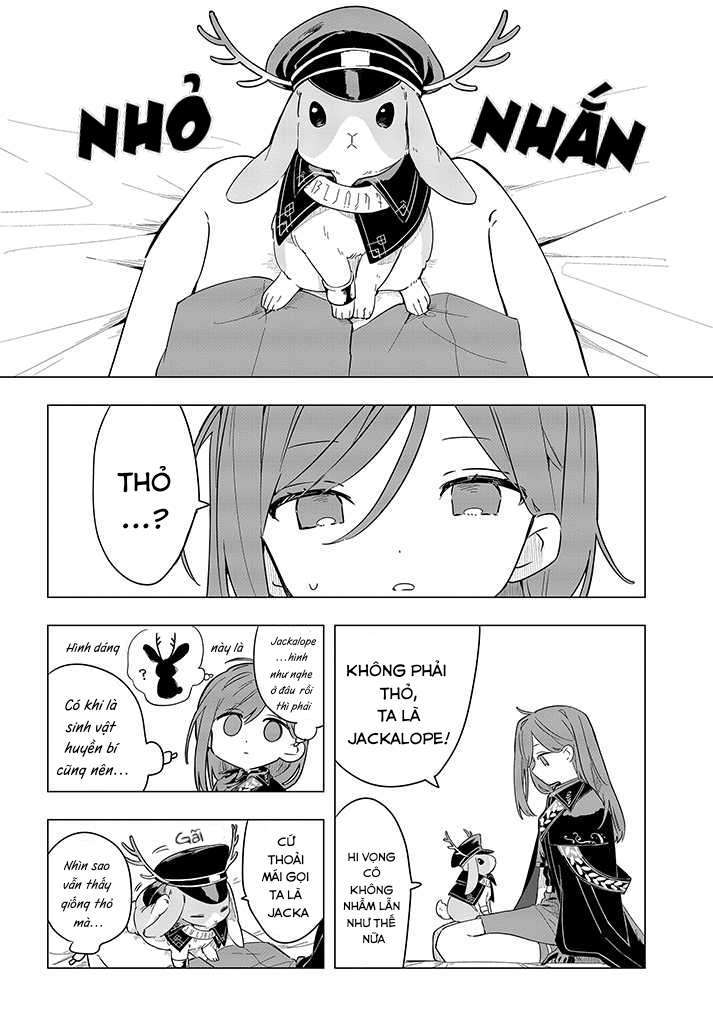 NHỎ
NHẮN
THỎ
...?
KHÔNG PHẢI
THỎ,
TA LÀ
JACKALOPE!
HI VỌNG
CÔ
KHÔNG
NHẦM LẪN
NHƯ THẾ
NỮA
Jackalope
...hình
như nghe
ở đâu rồi
thì phải
Hình dáng
?
này là
Có khi là
sinh vật
huyền bí
cũng nên...
CỨ
THOẢI
MÁI GỌI
TA LÀ
JACKA
Gãi
Nhìn sao
vẫn thấy
giống thỏ
mà...